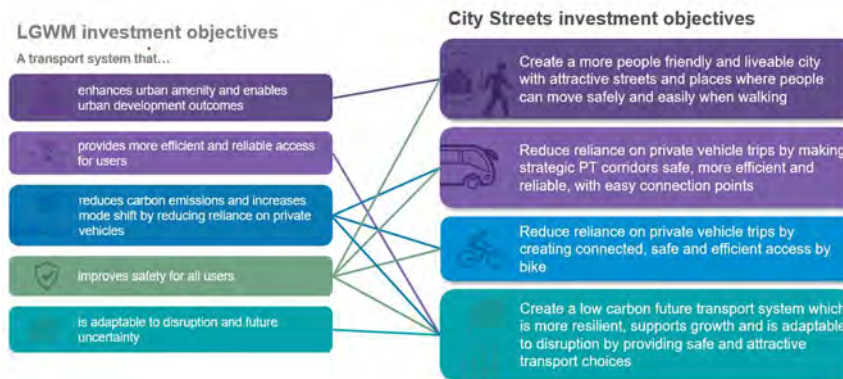 LGWM investment objectives
A transport system that...
enhances urban amenity and enables
urban development outcomes
provides more efficient and reliable access
for users
reduces carbon emissions and increases
mode shift by reducing reliance on private
vehicles
improves safety for all users
is adaptable to disruption and future
uncertainty
City Streets investment objectives
Create a more people friendly and liveable city
with attractive streets and places where people
can move safely and easily when walking
Reduce reliance on private vehicle trips by making
strategic PT corridors safe, more efficient and
reliable, with easy connection points
Reduce reliance on private vehicle trips by
creating connected, safe and efficient access by
bike
Create a low carbon future transport system which
is more resilient, supports growth and is adaptable
to disruption by providing safe and attractive
transport choices